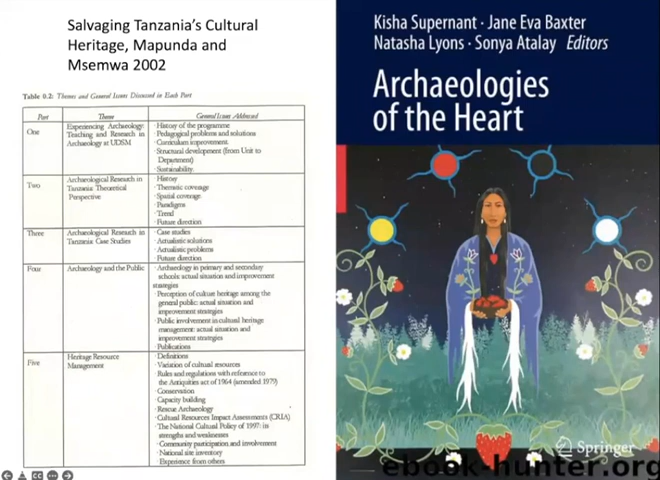 Salvaging Tanzania's Cultural
Heritage, Mapunda and
Msemwa 2002
Table 0.2: Themes and General Issues Discussed in Each Part
Part Theme General Issues Addressed
One
Experiencing Archaeology:
Teaching and Research in
Archaeology at UDSM
· History of the programme
· Pedagogical problems and solutions
· Curriculum improvement.
· Structural development (from Unit to
Department)
· Sustainability.
Two
Archaeological Research in
Tanzania: Theoretical
Perspective
· History
· Thematic coverage
· Spatial coverage
· Paradigms
· Trend
· Future direction
Three
Archaeological Research in
Tanzania: Case Studies
· Case studies
· Actualistic solutions
· Actualistic problems
· Future direction
Four
Archaeology and the Public
· Archaeology in primary and secondary
schools: actual situation and improvement
strategies
· Perception of culture heritage among the
general public: actual situation and
improvement strategies
· Public involvement in cultural heritage
management: actual situation and
improvement strategies
· Publications
Five
Heritage Resource
Management
· Definitions
· Variation of cultural resources
· Rules and regulations with reference to
the Antiquities act of 1964 (amended 1979)
· Conservation
· Capacity building
· Rescue Archaeology
· Cultural Resources Impact Assessments (CRIA)
· The National Cultural Policy of 1997: its
strengths and weaknesses
· Community participation and involvement
· National site inventory
· Experience from others
CC
Kisha Supernant · Jane Eva Baxter
Natasha Lyons · Sonya Atalay Editors
Archaeologies
of the Heart
Springer
ebook-hunter.org